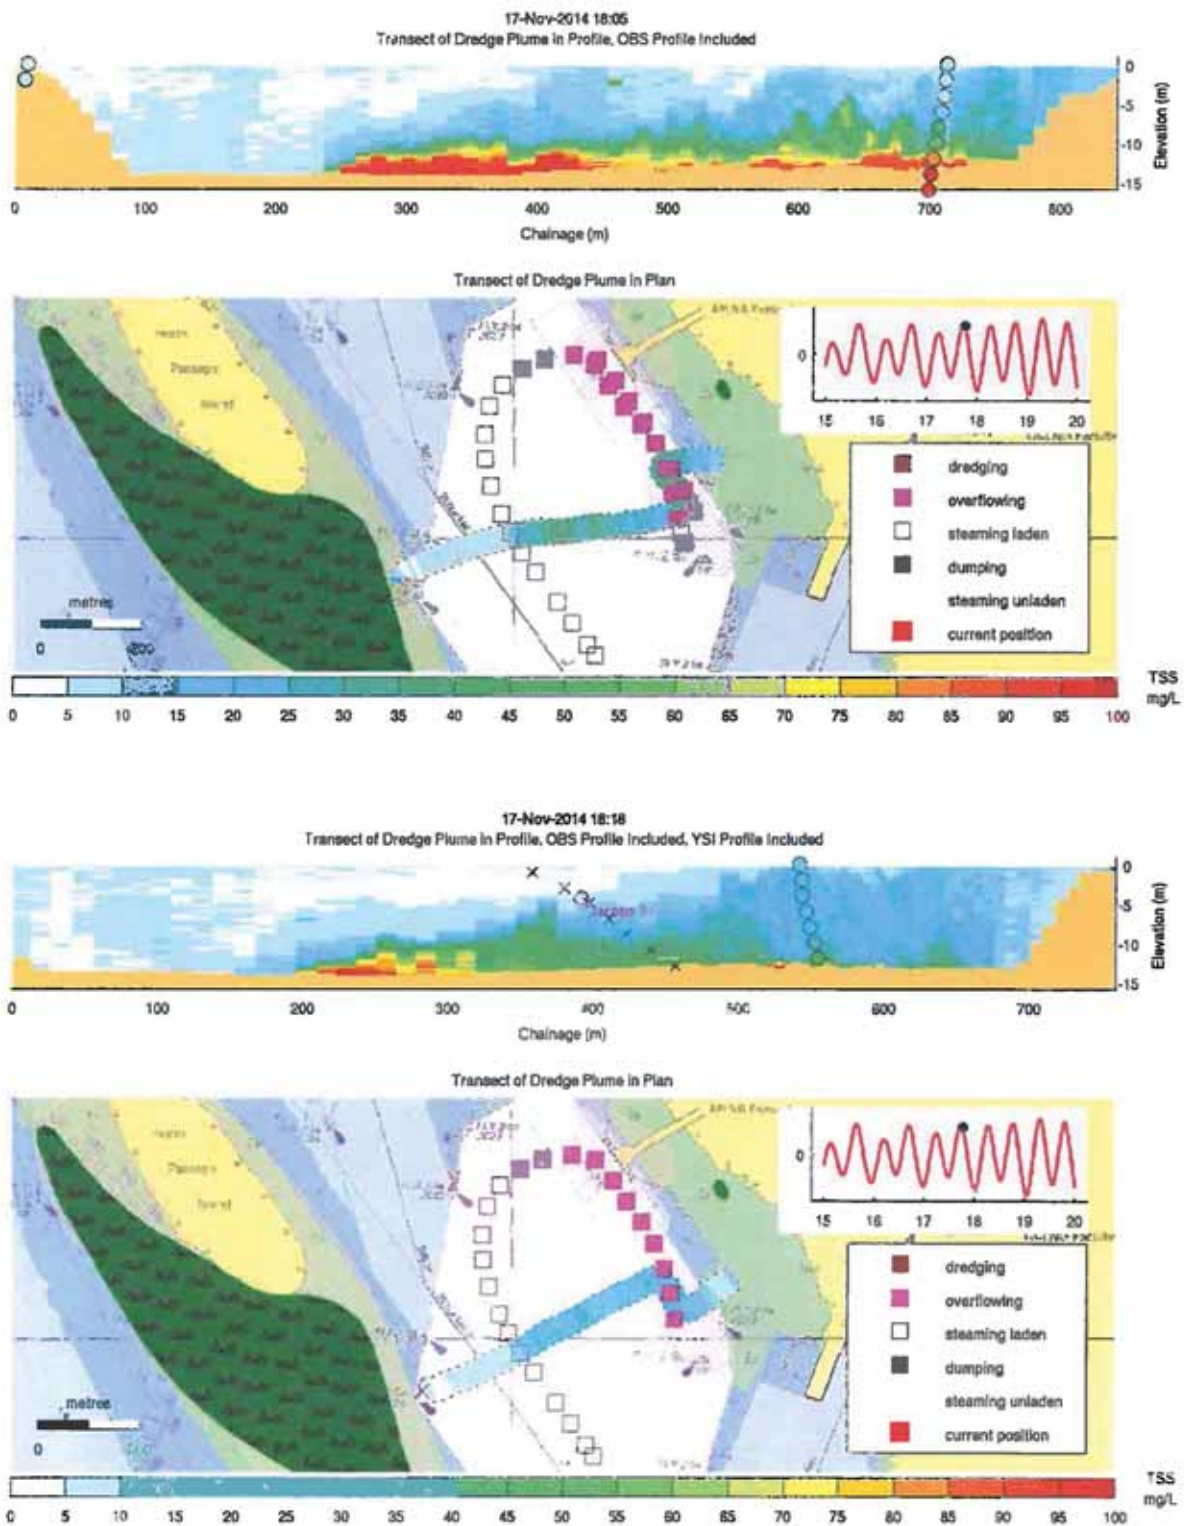 17-Nov-2014 18:05
Transect of Dredge Plume in Profile, OBS Profile Included
0
-5
-10
-15
Elevation (m)
0 100 200 300 400 500 600 700 800
Chainage (m)
Transect of Dredge Plume in Plan
Passage
Island
0
15 16 17 18 19 20
dredging
overflowing
steaming laden
dumping
steaming unladen
current position
metres
0 200
TSS
mg/L
0 5 10 15 20 25 30 35 40 45 50 55 60 65 70 75 80 85 90 95 100
17-Nov-2014 18:18
Transect of Dredge Plume in Profile, OBS Profile Included, YSI Profile Included
0
-5
-10
-15
Elevation (m)
0 100 200 300 400 500 600 700
Chainage (m)
Transect of Dredge Plume in Plan
Passage
Island
0
15 16 17 18 19 20
dredging
overflowing
steaming laden
dumping
steaming unladen
current position
metres
0
TSS
mg/L
0 5 10 15 20 25 30 35 40 45 50 55 60 65 70 75 80 85 90 95 100